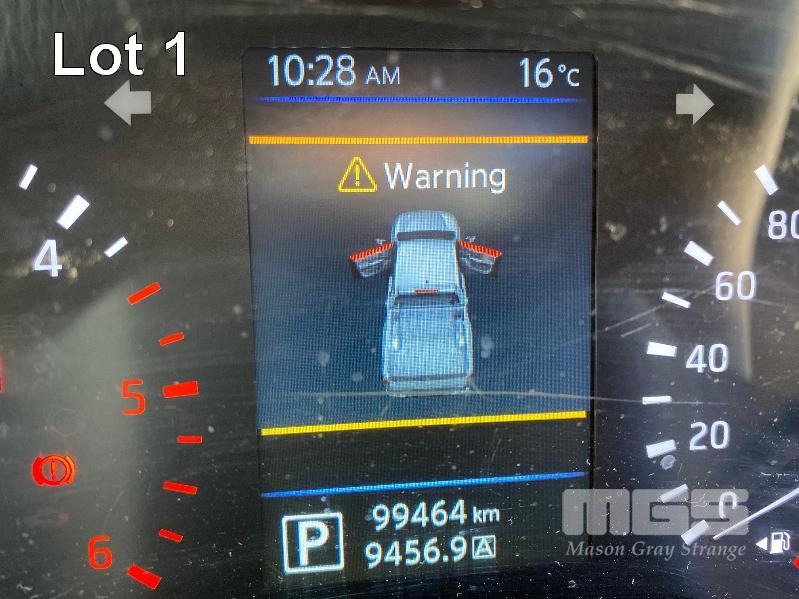 Lot 1
10:28 AM 16°C
Warning
4
5
6
80
60
40
20
0
P
99464 km
9456.9 A
MGS
Mason Gray Strange